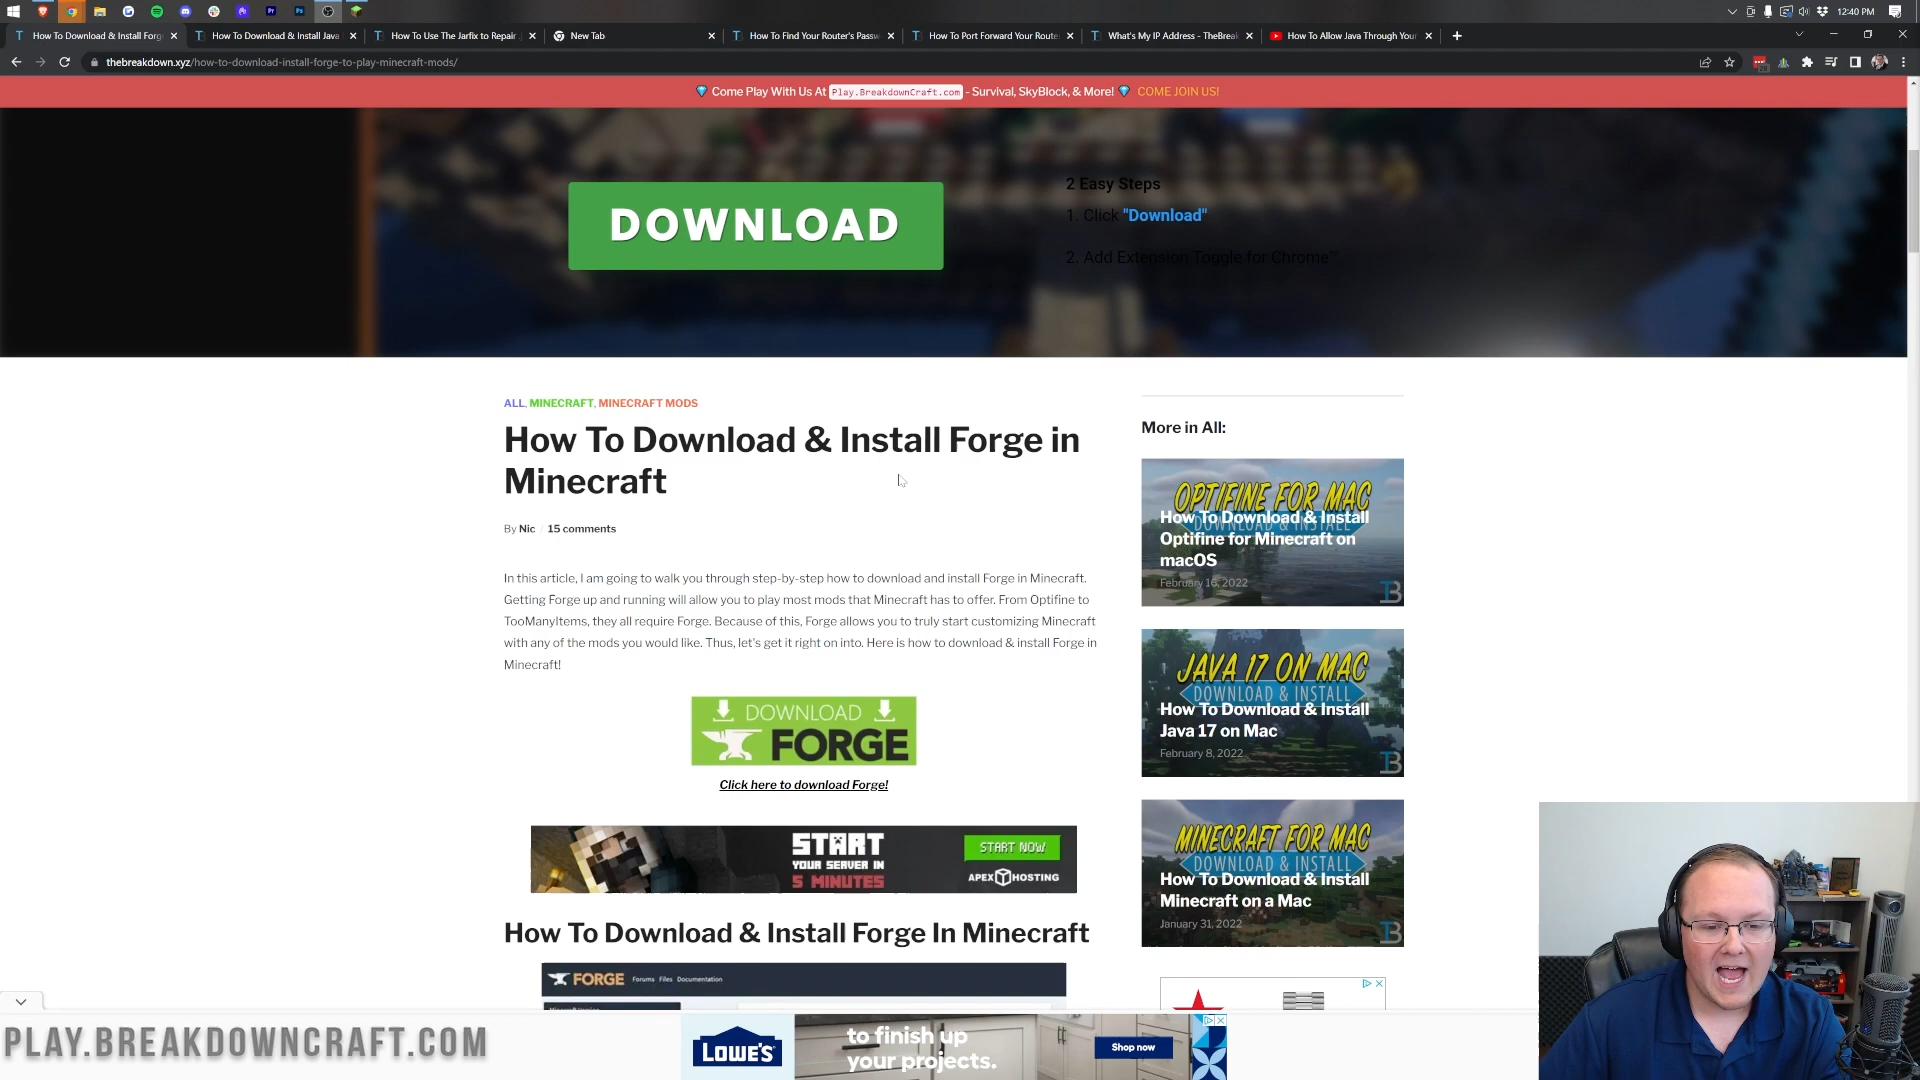 12:40 PM
How To Download & Install Forg
How To Download & Install Java
How To Use The Jarfix to Repair
New Tab
How To Find Your Router's Passw
How To Port Forward Your Route
What's My IP Address - TheBreak
How To Allow Java Through Your
thebreakdown.xyz/how-to-download-install-forge-to-play-minecraft-mods/
Come Play With Us At Play.BreakdownCraft.com - Survival, SkyBlock, & More! COME JOIN US!
DOWNLOAD
2 Easy Steps
1. Click "Download"
2. Add Extension Toggle for Chrome™
ALL, MINECRAFT, MINECRAFT MODS
How To Download & Install Forge in
Minecraft
By Nic / 15 comments
In this article, I am going to walk you through step-by-step how to download and install Forge in Minecraft.
Getting Forge up and running will allow you to play most mods that Minecraft has to offer. From Optifine to
TooManyItems, they all require Forge. Because of this, Forge allows you to truly start customizing Minecraft
with any of the mods you would like. Thus, let's get it right on into. Here is how to download & install Forge in
Minecraft!
DOWNLOAD
FORGE
Click here to download Forge!
START
YOUR SERVER IN
5 MINUTES
START NOW
APEX HOSTING
How To Download & Install Forge In Minecraft
FORGE Forums Files Documentation
More in All:
OPTIFINE FOR MAC
DOWNLOAD & INSTALL
How To Download & Install
Optifine for Minecraft on
macOS
February 16, 2022
JAVA 17 ON MAC
DOWNLOAD & INSTALL
How To Download & Install
Java 17 on Mac
February 8, 2022
MINECRAFT FOR MAC
DOWNLOAD & INSTALL
How To Download & Install
Minecraft on a Mac
January 31, 2022
PLAY.BREAKDOWNCRAFT.COM
LOWE'S
to finish up
your projects.
Shop now